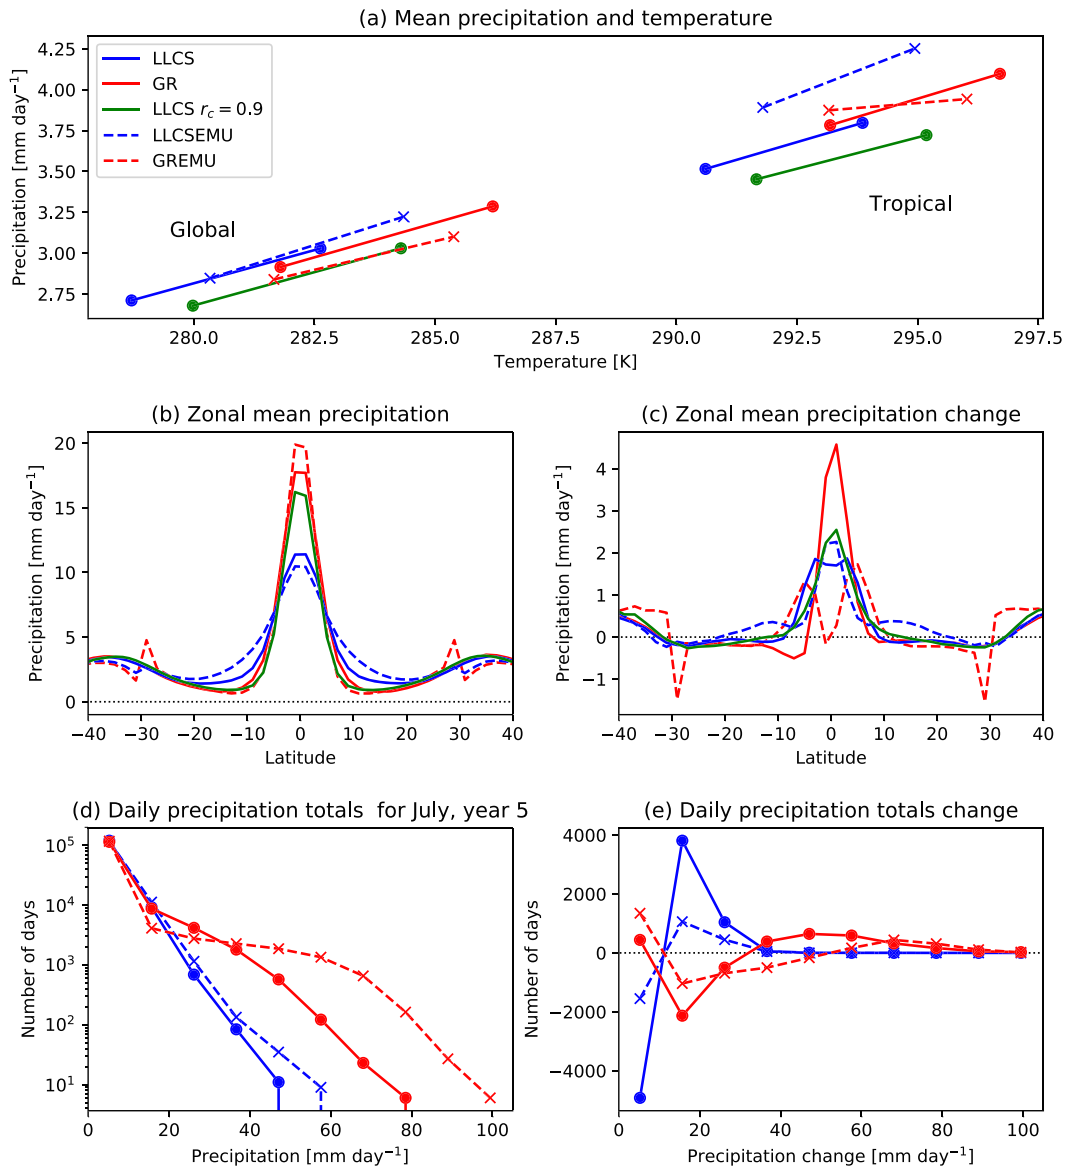 (a) Mean precipitation and temperature
Precipitation [mm day⁻¹]
4.25
4.00
3.75
3.50
3.25
3.00
2.75
LLCS
GR
LLCS r_c = 0.9
LLCSEMU
GREMU
Global
Tropical
280.0 282.5 285.0 287.5 290.0 292.5 295.0 297.5
Temperature [K]
(b) Zonal mean precipitation
Precipitation [mm day⁻¹]
20
15
10
5
0
−40 −30 −20 −10 0 10 20 30 40
Latitude
(c) Zonal mean precipitation change
Precipitation [mm day⁻¹]
4
3
2
1
0
−1
−40 −30 −20 −10 0 10 20 30 40
Latitude
(d) Daily precipitation totals for July, year 5
Number of days
10⁵
10⁴
10³
10²
10¹
0 20 40 60 80 100
Precipitation [mm day⁻¹]
(e) Daily precipitation totals change
Number of days
4000
2000
0
−2000
−4000
0 20 40 60 80 100
Precipitation change [mm day⁻¹]